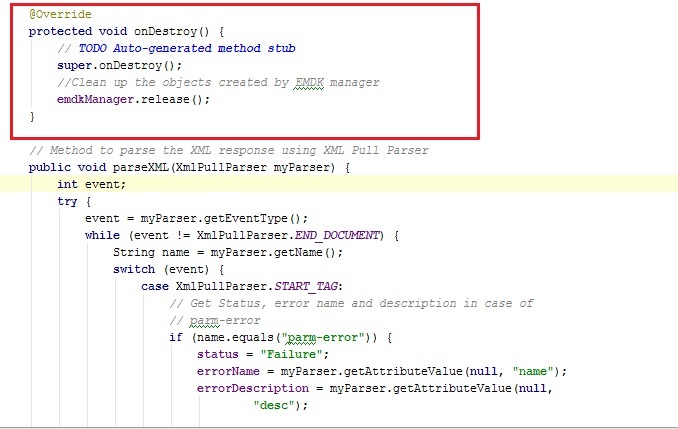 @Override
protected void onDestroy() {
// TODO Auto-generated method stub
super.onDestroy();
//Clean up the objects created by EMDK manager
emdkManager.release();
}
// Method to parse the XML response using XML Pull Parser
public void parseXML(XmlPullParser myParser) {
int event;
try {
event = myParser.getEventType();
while (event != XmlPullParser.END_DOCUMENT) {
String name = myParser.getName();
switch (event) {
case XmlPullParser.START_TAG:
// Get Status, error name and description in case of
// parm-error
if (name.equals("parm-error")) {
status = "Failure";
errorName = myParser.getAttributeValue(null, "name");
errorDescription = myParser.getAttributeValue(null,
"desc");